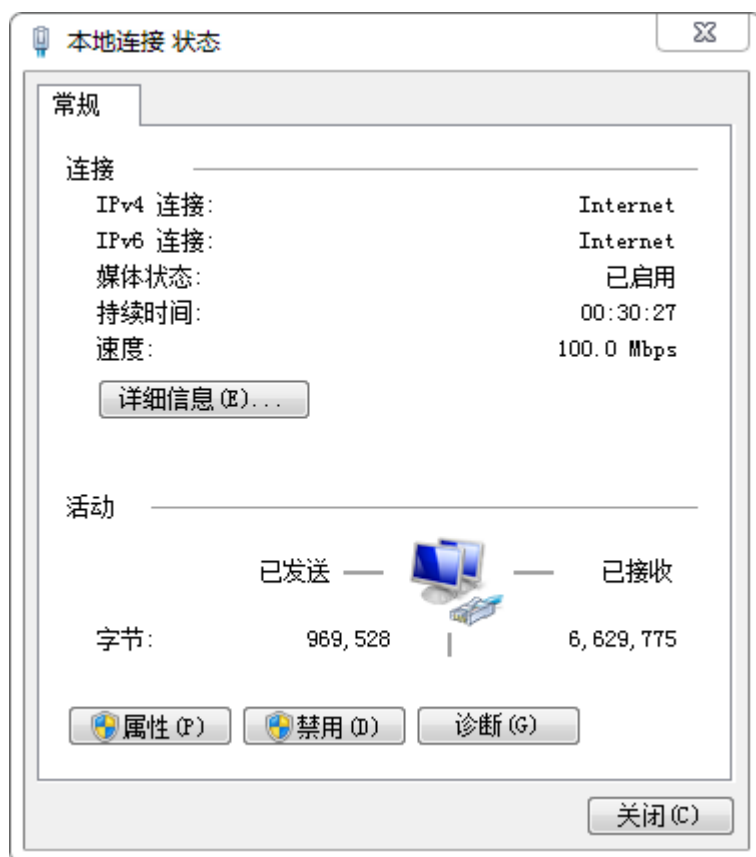 本地连接 状态
常规
连接
IPv4 连接: Internet
IPv6 连接: Internet
媒体状态: 已启用
持续时间: 00:30:27
速度: 100.0 Mbps
详细信息(E)...
活动
已发送 — — 已接收
字节: 969,528 | 6,629,775
属性(P) 禁用(D) 诊断(G)
关闭(C)